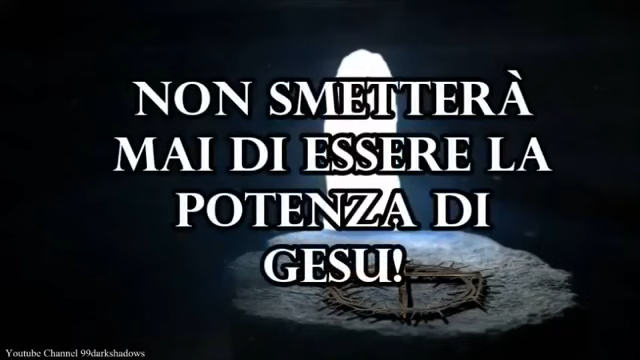 NON SMETTERÀ
MAI DI ESSERE LA
POTENZA DI
GESU!
Youtube Channel 99darkshadows